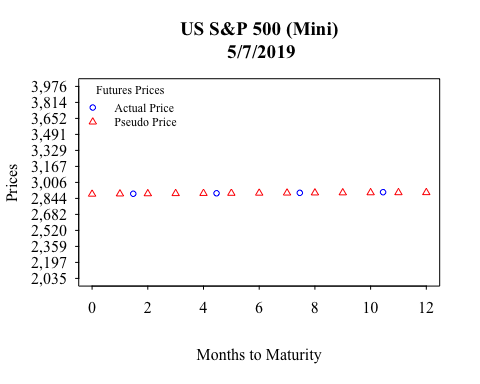 US S&P 500 (Mini)
5/7/2019
Futures Prices
Actual Price
Pseudo Price
Prices
3,976
3,814
3,652
3,491
3,329
3,167
3,006
2,844
2,682
2,520
2,359
2,197
2,035
0 2 4 6 8 10 12
Months to Maturity